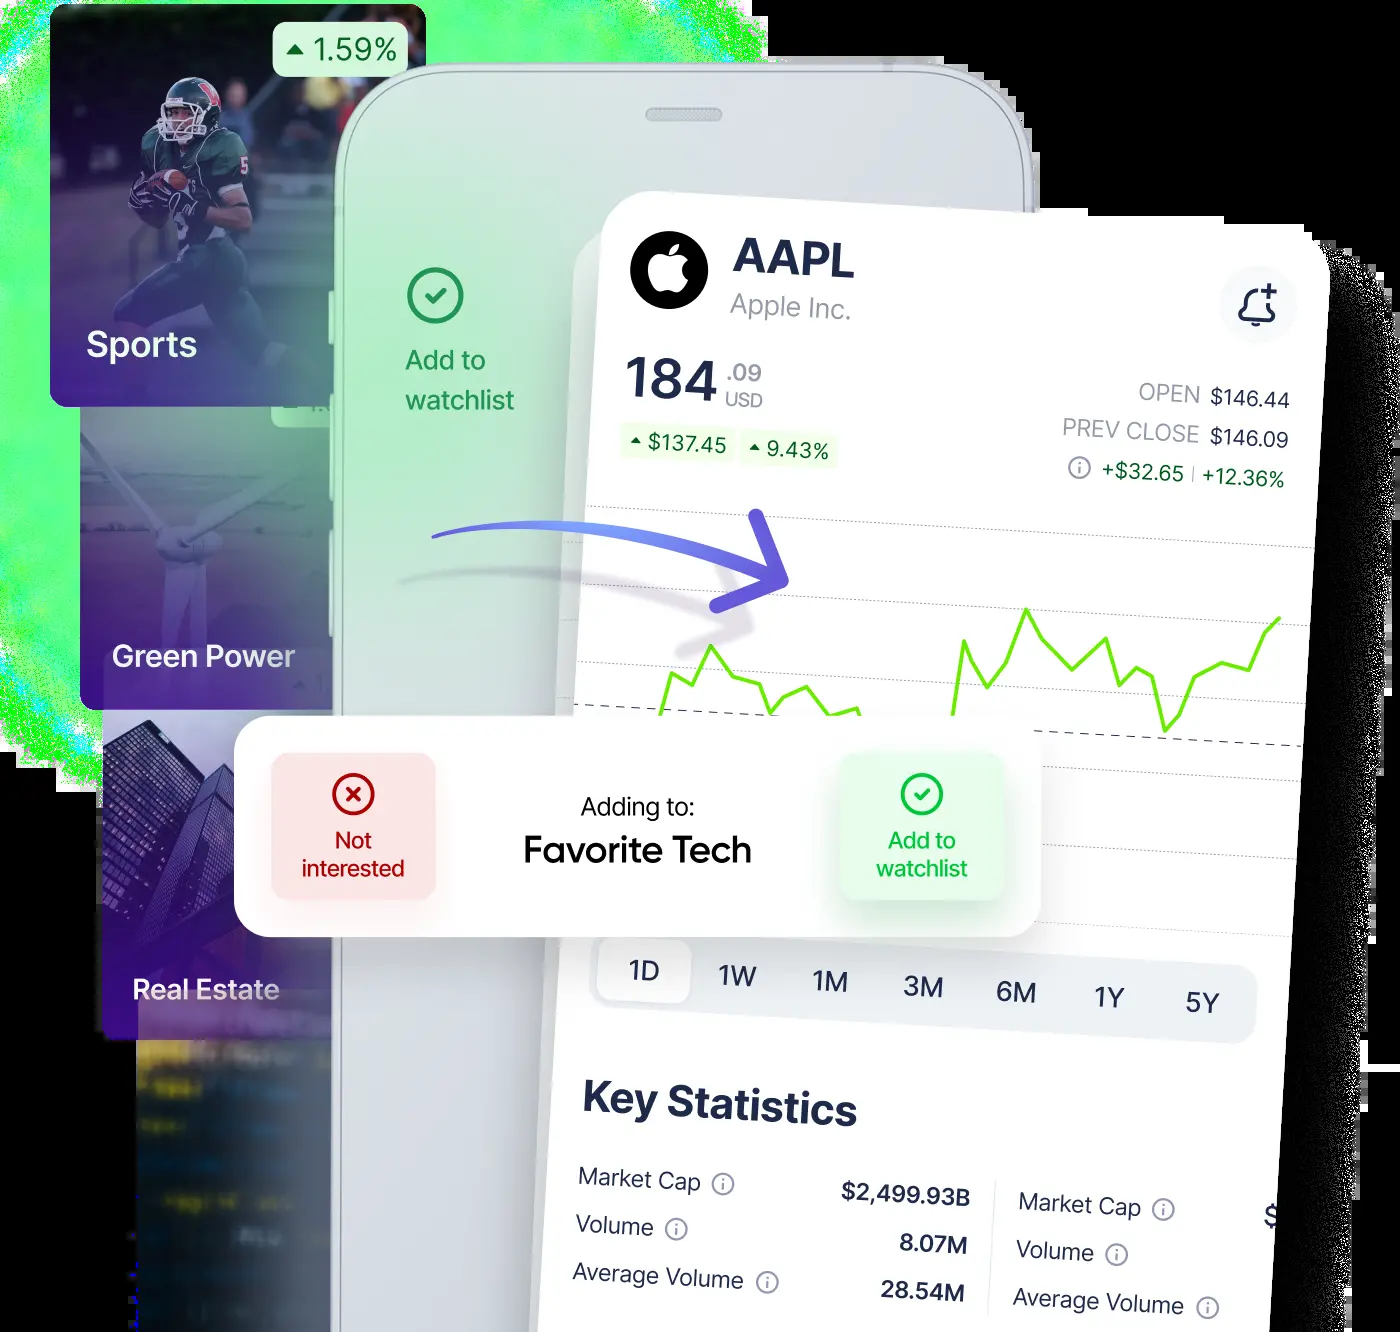 1.59%
Sports
Green Power
Real Estate
Add to
watchlist
AAPL
Apple Inc.
184 .09
USD
$137.45 9.43%
OPEN $146.44
PREV CLOSE $146.09
+$32.65 +12.36%
Not
interested
Adding to:
Favorite Tech
Add to
watchlist
1D 1W 1M 3M 6M 1Y 5Y
Key Statistics
Market Cap $2,499.93B
Volume 8.07M
Average Volume 28.54M
Market Cap $
Volume
Average Volume